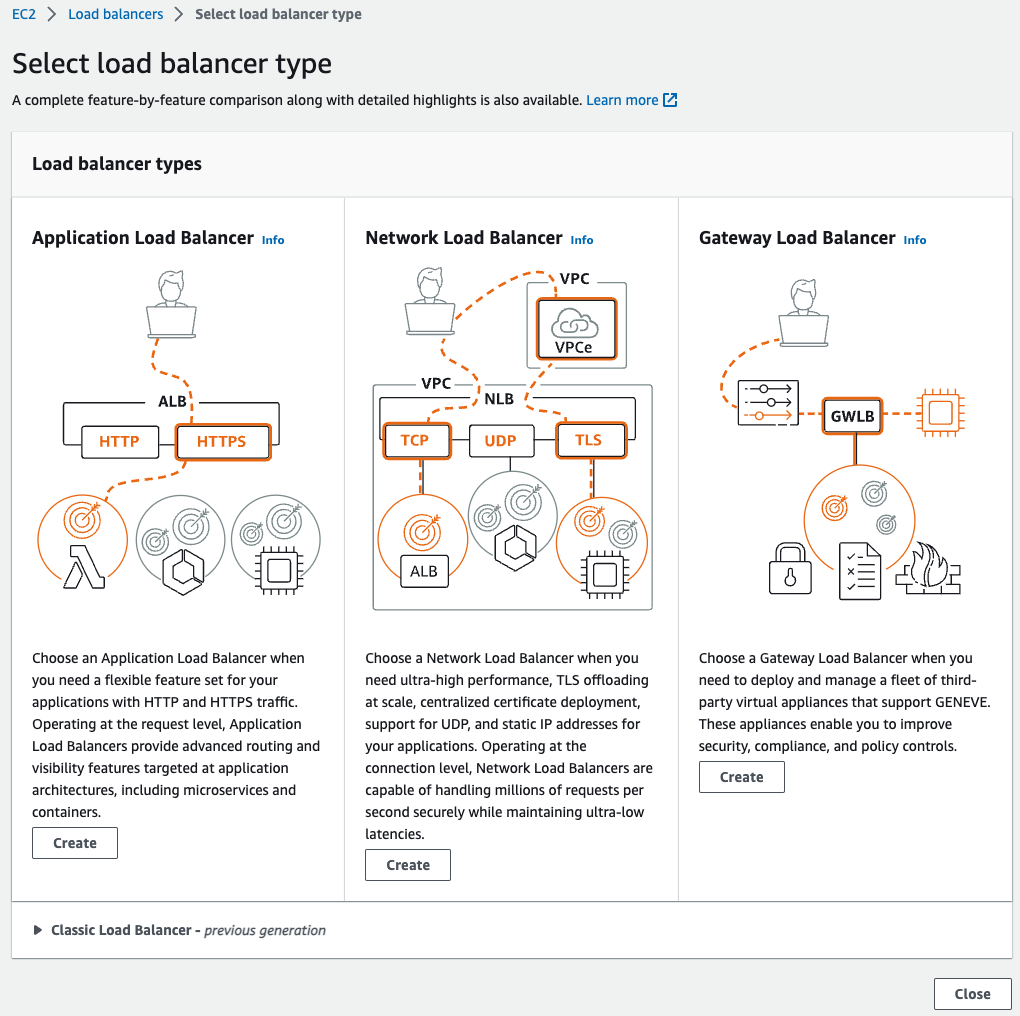 EC2 > Load balancers > Select load balancer type
Select load balancer type
A complete feature-by-feature comparison along with detailed highlights is also available. Learn more
Load balancer types
Application Load Balancer Info
ALB
HTTP
HTTPS
Choose an Application Load Balancer when
you need a flexible feature set for your
applications with HTTP and HTTPS traffic.
Operating at the request level, Application
Load Balancers provide advanced routing and
visibility features targeted at application
architectures, including microservices and
containers.
Create
Network Load Balancer Info
VPC
VPCe
VPC
NLB
TCP
UDP
TLS
ALB
Choose a Network Load Balancer when you
need ultra-high performance, TLS offloading
at scale, centralized certificate deployment,
support for UDP, and static IP addresses for
your applications. Operating at the
connection level, Network Load Balancers are
capable of handling millions of requests per
second securely while maintaining ultra-low
latencies.
Create
Gateway Load Balancer Info
GWLB
Choose a Gateway Load Balancer when you
need to deploy and manage a fleet of third-
party virtual appliances that support GENEVE.
These appliances enable you to improve
security, compliance, and policy controls.
Create
Classic Load Balancer - previous generation
Close